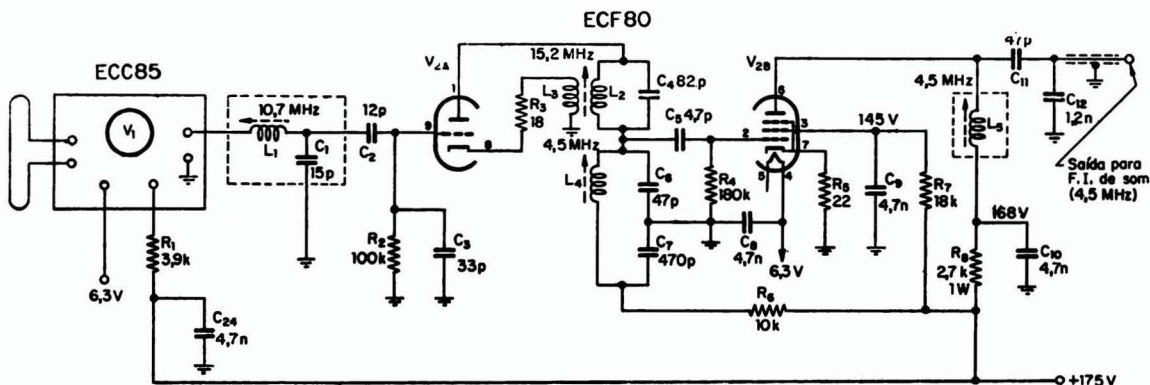 ECF80
ECC85
V1
6,3V
R1
3,9k
C24
4,7n
10,7 MHz
L1
C1
15p
12p
C2
R2
100k
C3
33p
V2A
1
9
8
R3
18
15,2 MHz
L3
L2
C4 82p
4,5 MHz
L4
C5 4,7p
C6
47p
C7
470p
R4
180k
C8
4,7n
R6
10k
V2B
6
2
3
7
5
4
6,3V
R5
22
145V
C9
4,7n
R7
18k
4,5 MHz
L5
168V
R8
2,7k
1W
C10
4,7n
47p
C11
C12
1,2n
Saída para
F.I. de som
(4,5 MHz)
+175V